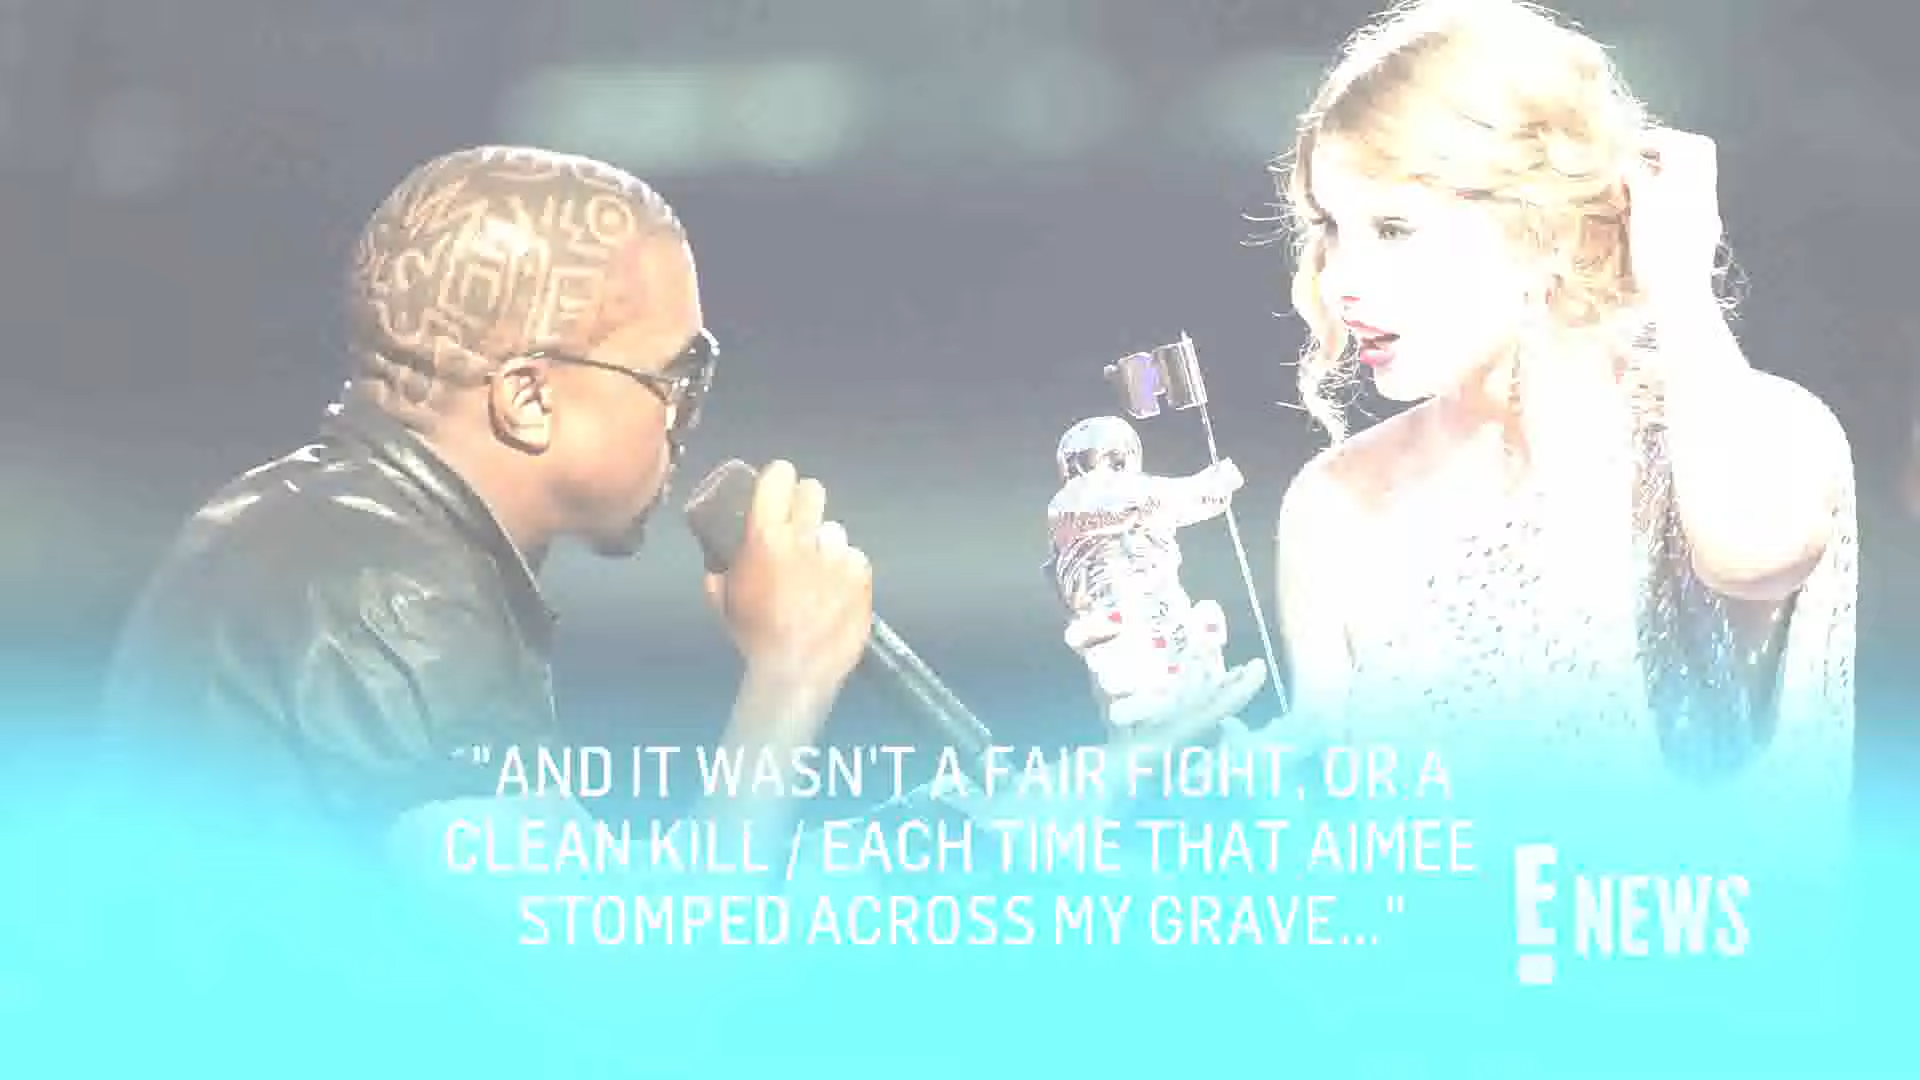 "AND IT WASN'T A FAIR FIGHT, OR A
CLEAN KILL / EACH TIME THAT AIMEE
STOMPED ACROSS MY GRAVE..."
E! NEWS